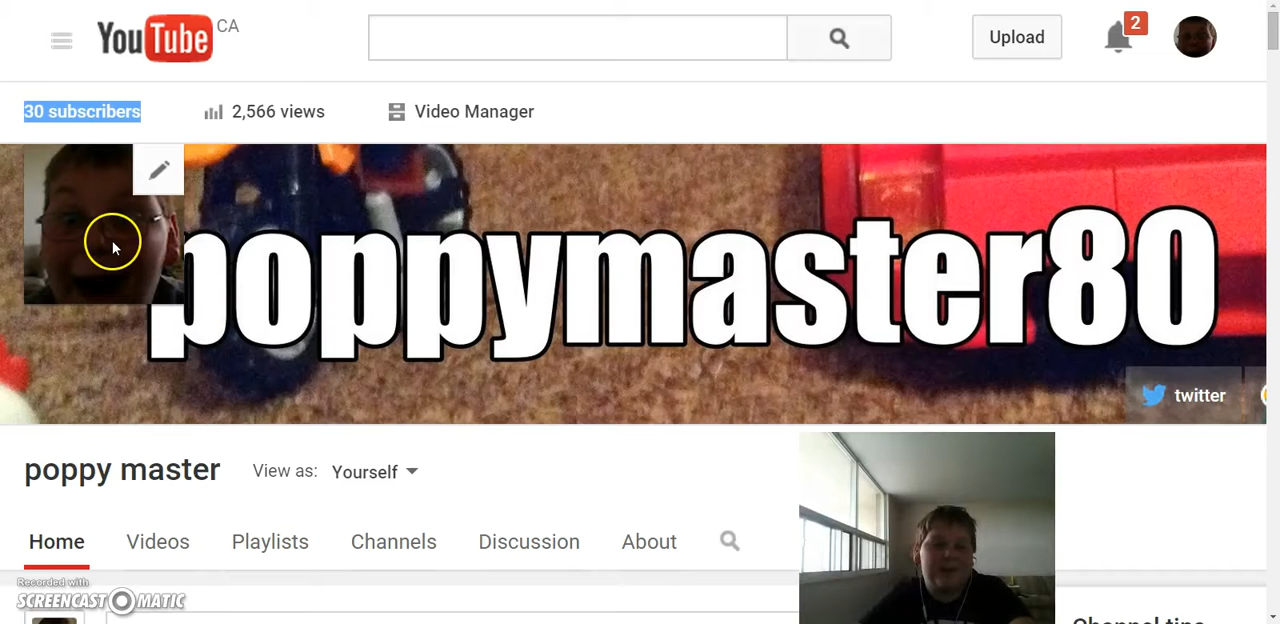 YouTube CA
Upload
2
30 subscribers
2,566 views
Video Manager
poppymaster80
twitter
poppy master
View as: Yourself
Home Videos Playlists Channels Discussion About
Recorded with
SCREENCAST-O-MATIC
Channel tips